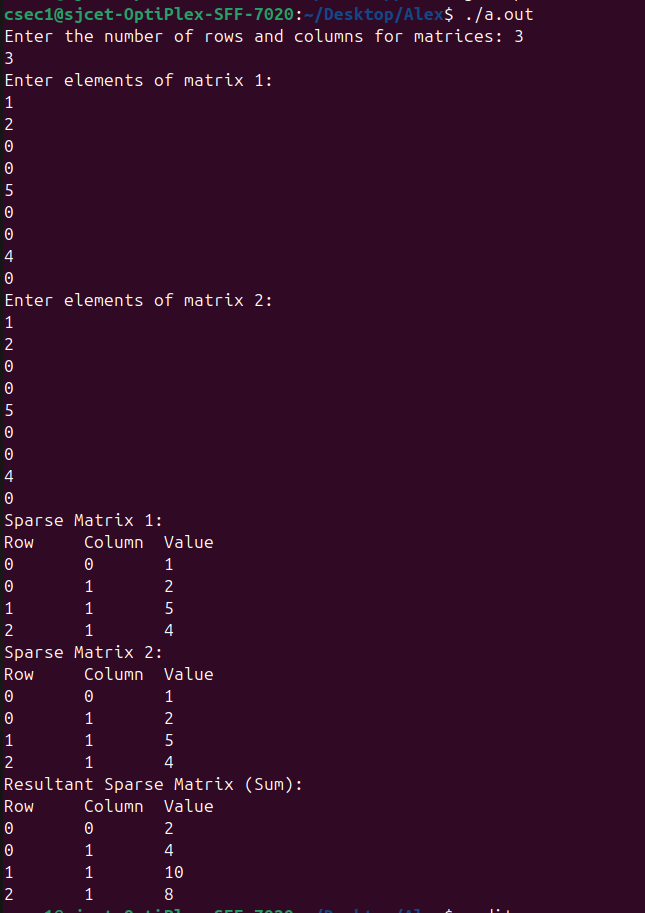 csec1@sjcet-OptiPlex-SFF-7020:~/Desktop/Alex$ ./a.out
Enter the number of rows and columns for matrices: 3
3
Enter elements of matrix 1:
1
2
0
0
5
0
0
4
0
Enter elements of matrix 2:
1
2
0
0
5
0
0
4
0
Sparse Matrix 1:
Row Column Value
0 0 1
0 1 2
1 1 5
2 1 4
Sparse Matrix 2:
Row Column Value
0 0 1
0 1 2
1 1 5
2 1 4
Resultant Sparse Matrix (Sum):
Row Column Value
0 0 2
0 1 4
1 1 10
2 1 8